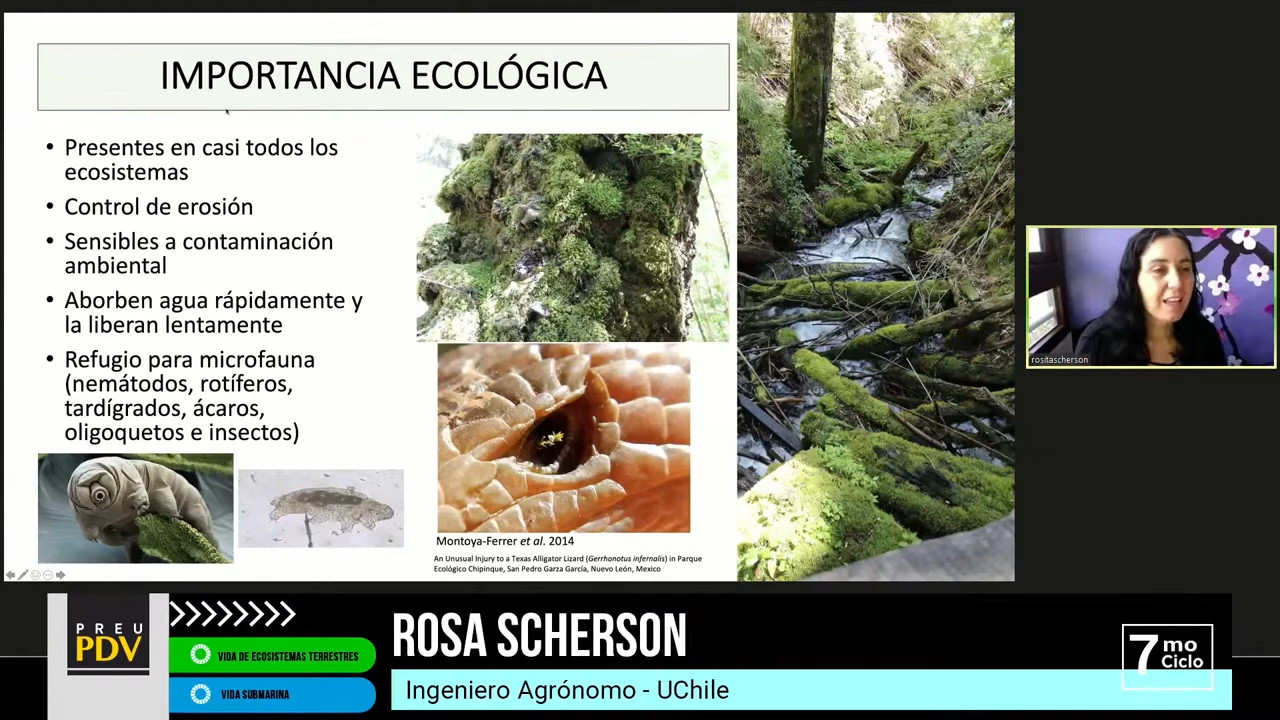 IMPORTANCIA ECOLÓGICA
• Presentes en casi todos los
ecosistemas
• Control de erosión
• Sensibles a contaminación
ambiental
• Aborben agua rápidamente y
la liberan lentamente
• Refugio para microfauna
(nemátodos, rotíferos,
tardígrados, ácaros,
oligoquetos e insectos)
Montoya-Ferrer et al. 2014
An Unusual Injury to a Texas Alligator Lizard (Gerrhonotus infernalis) in Parque
Ecológico Chipinque, San Pedro Garza García, Nuevo León, Mexico
rositascherson
PREU
PDV
VIDA DE ECOSISTEMAS TERRESTRES
VIDA SUBMARINA
ROSA SCHERSON
Ingeniero Agrónomo - UChile
7mo
Ciclo